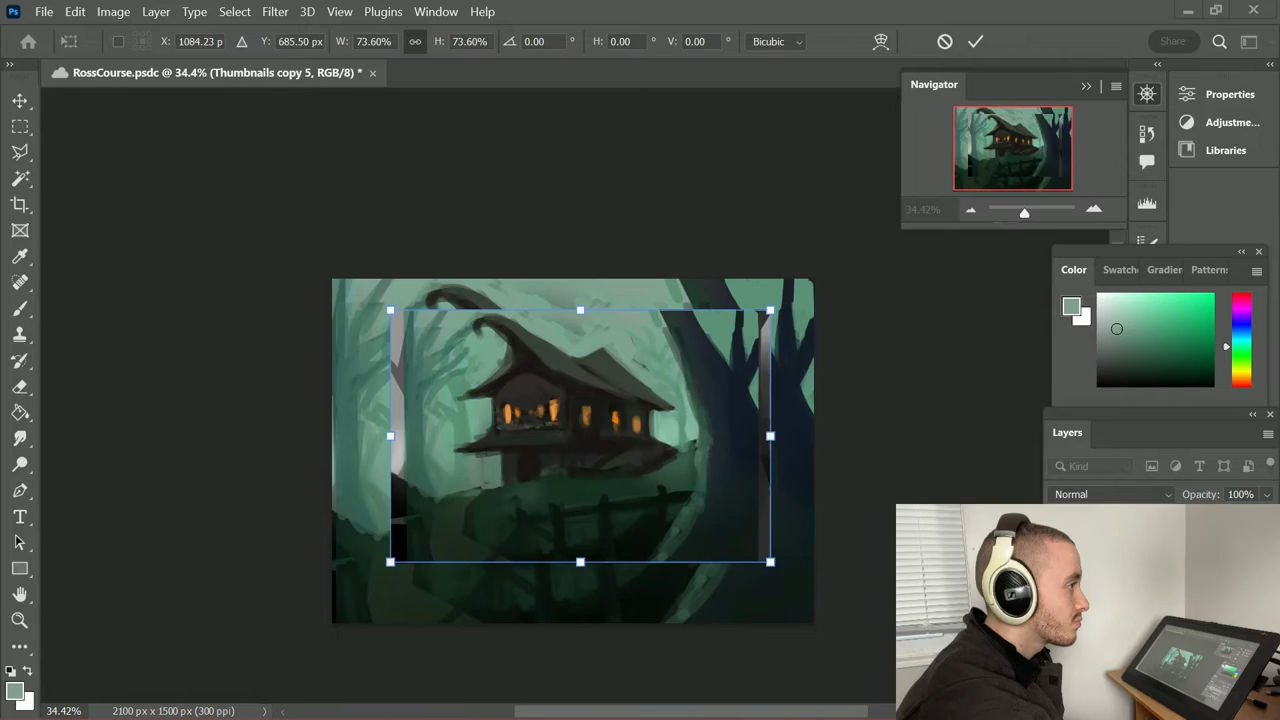 Ps File Edit Image Layer Type Select Filter 3D View Plugins Window Help
X: 1084.23 p Y: 685.50 px W: 73.60% H: 73.60% 0.00 ° H: 0.00 ° V: 0.00 ° Bicubic Share
RossCourse.psdc @ 34.4% (Thumbnails copy 5, RGB/8) *
Navigator
Properties
Adjustme...
Libraries
34.42%
Color Swatche Gradier Patterns
Layers
Kind
Normal Opacity: 100%
34.42% 2100 px x 1500 px (300 ppi)